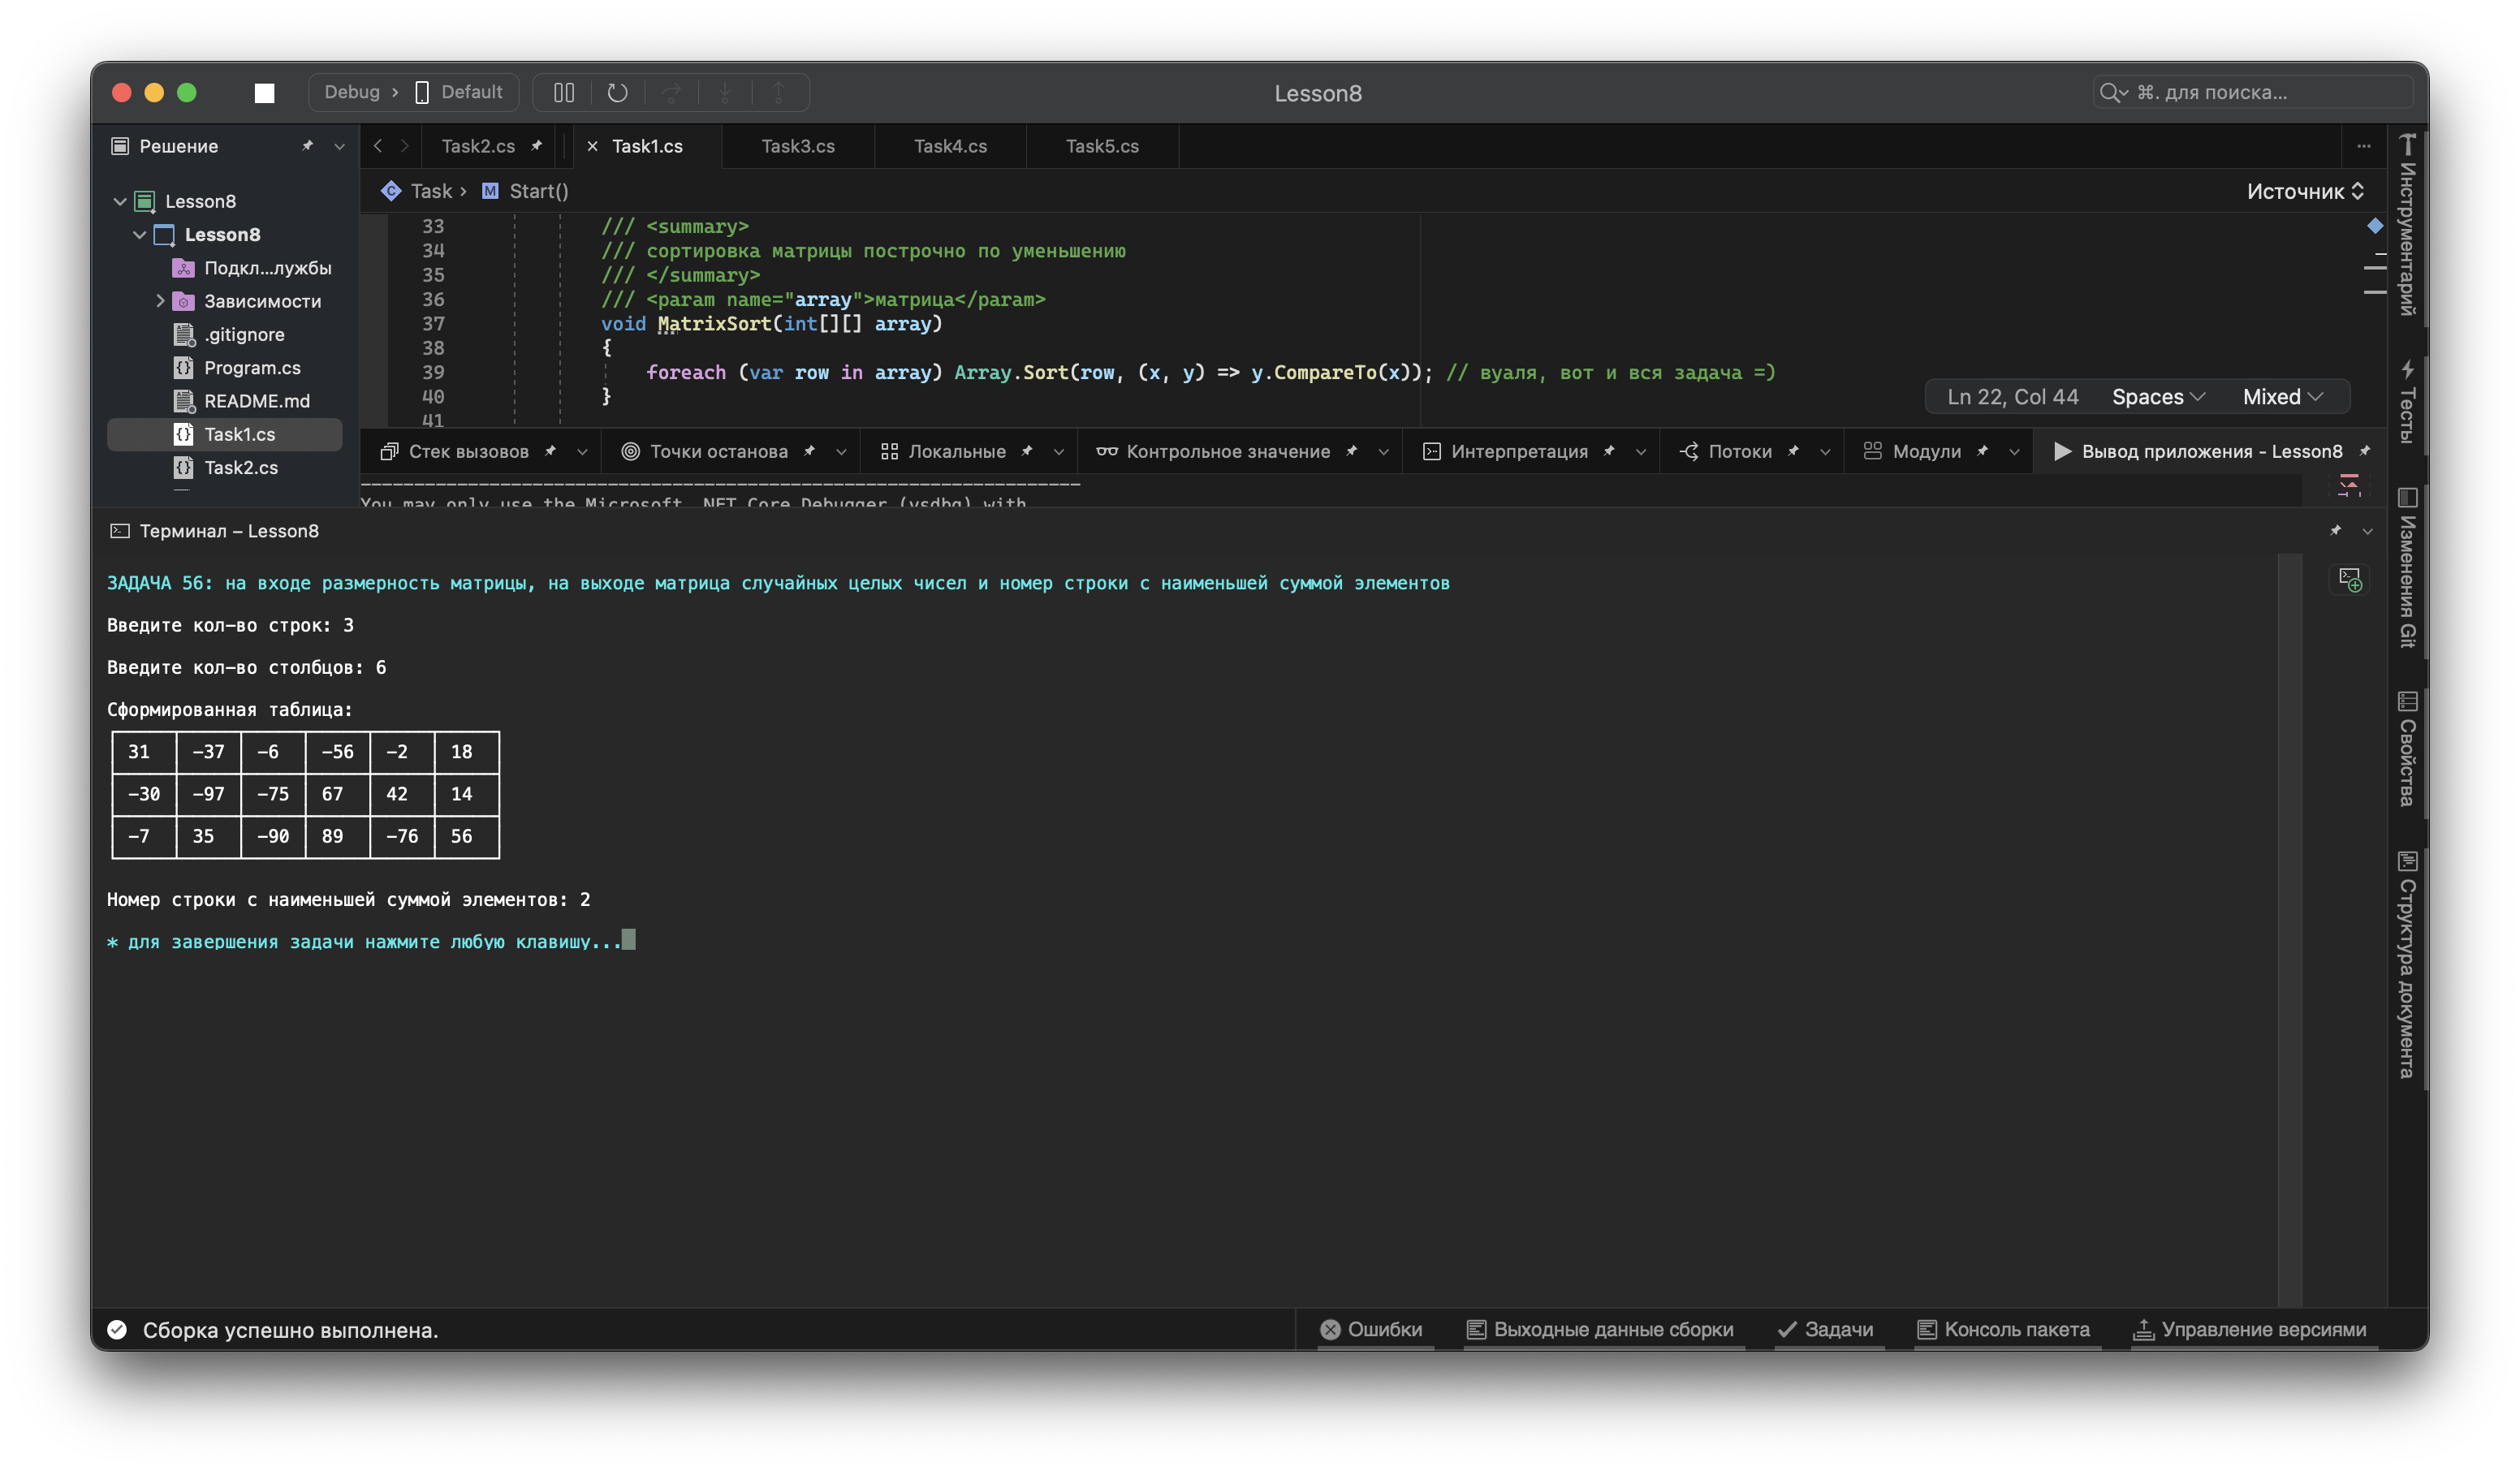 Debug › Default
Lesson8
⌘. для поиска...
Решение
Task2.cs
Task1.cs
Task3.cs
Task4.cs
Task5.cs
Task › M Start()
Источник
Lesson8
Lesson8
Подкл...лужбы
Зависимости
.gitignore
Program.cs
README.md
Task1.cs
Task2.cs
33 /// <summary>
34 /// сортировка матрицы построчно по уменьшению
35 /// </summary>
36 /// <param name="array">матрица</param>
37 void MatrixSort(int[][] array)
38 {
39 foreach (var row in array) Array.Sort(row, (x, y) => y.CompareTo(x)); // вуаля, вот и вся задача =)
40 }
41
Ln 22, Col 44 Spaces Mixed
Стек вызовов
Точки останова
Локальные
Контрольное значение
Интерпретация
Потоки
Модули
Вывод приложения - Lesson8
You may only use the Microsoft .NET Core Debugger (vsdbg) with
Терминал – Lesson8
ЗАДАЧА 56: на входе размерность матрицы, на выходе матрица случайных целых чисел и номер строки с наименьшей суммой элементов
Введите кол-во строк: 3
Введите кол-во столбцов: 6
Сформированная таблица:
31 -37 -6 -56 -2 18
-30 -97 -75 67 42 14
-7 35 -90 89 -76 56
Номер строки с наименьшей суммой элементов: 2
* для завершения задачи нажмите любую клавишу...
Инструментарий
Тесты
Изменения Git
Свойства
Структура документа
Сборка успешно выполнена.
Ошибки
Выходные данные сборки
Задачи
Консоль пакета
Управление версиями